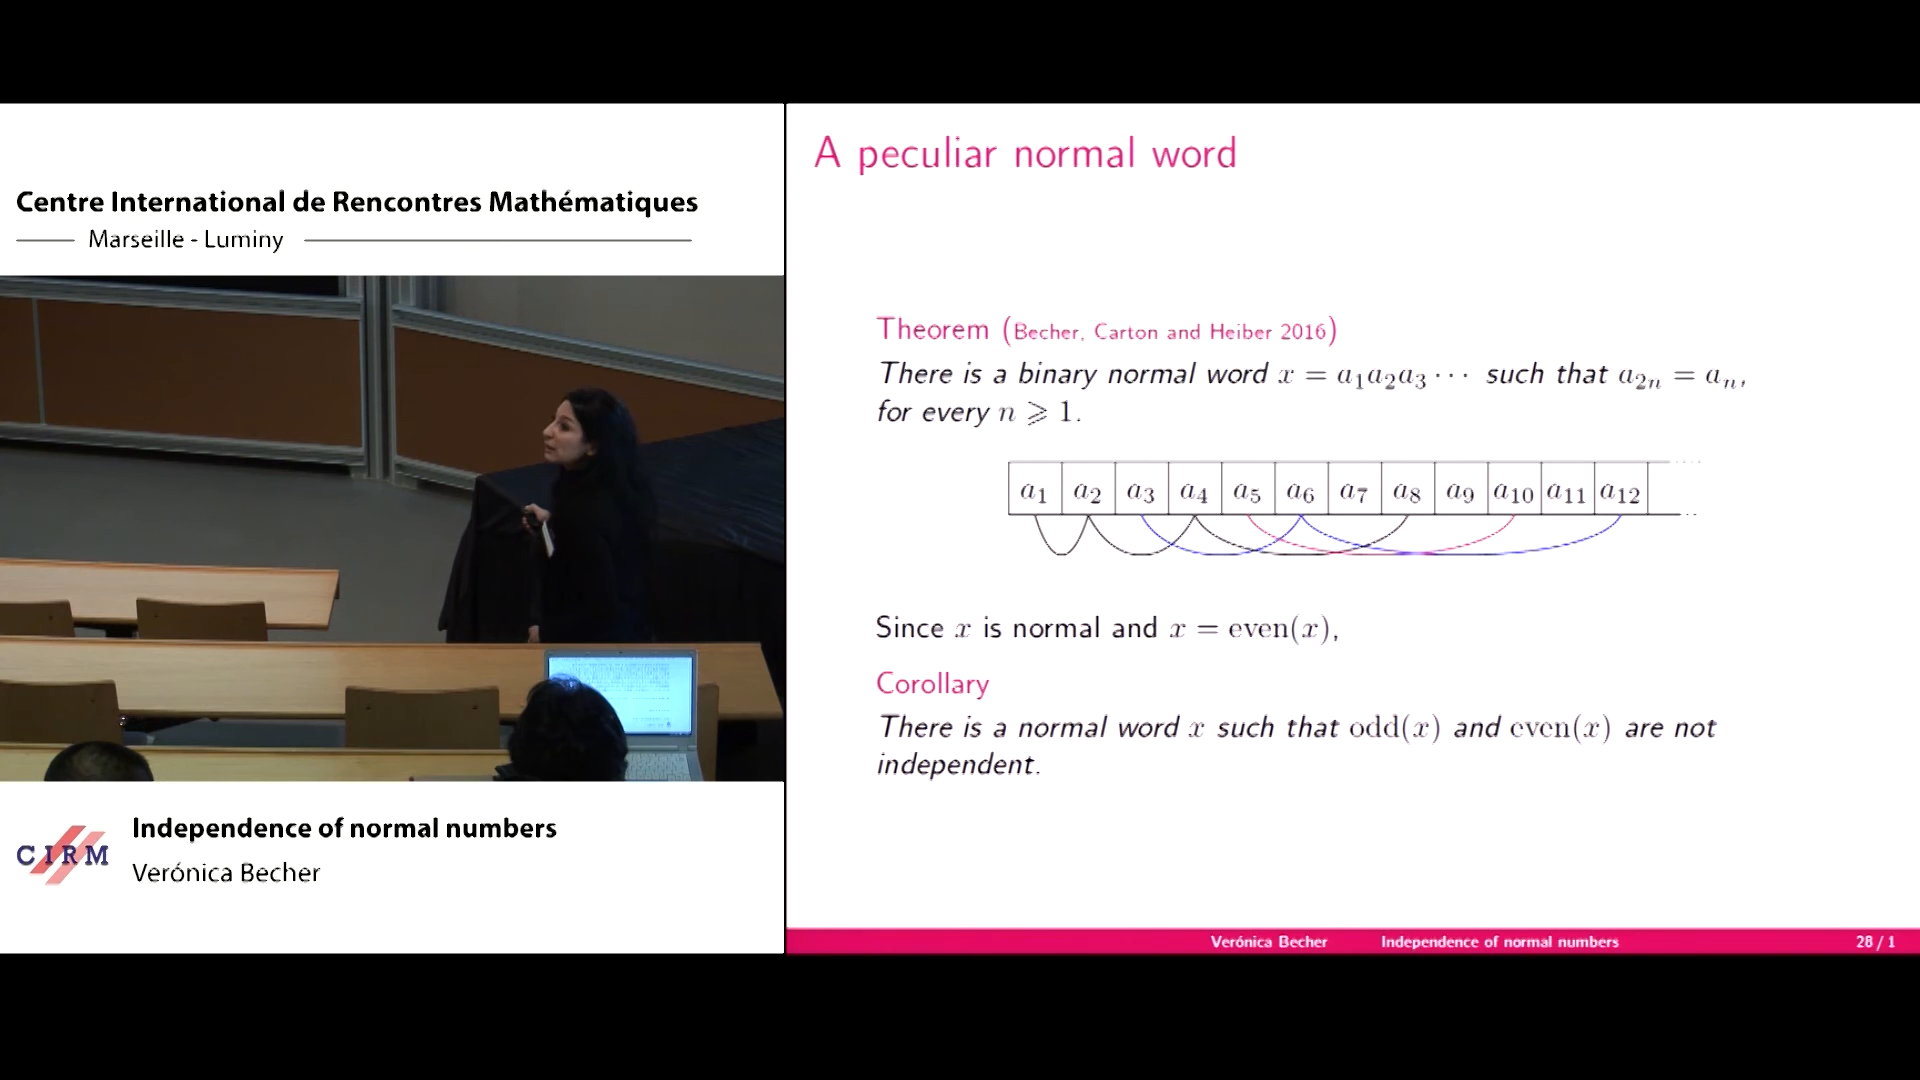 Centre International de Rencontres Mathématiques
Marseille - Luminy
CIRM
Independence of normal numbers
Verónica Becher
A peculiar normal word
Theorem (Becher, Carton and Heiber 2016)
There is a binary normal word x = a₁a₂a₃ ⋯ such that a₂ₙ = aₙ,
for every n ⩾ 1.
a₁ a₂ a₃ a₄ a₅ a₆ a₇ a₈ a₉ a₁₀ a₁₁ a₁₂
Since x is normal and x = even(x),
Corollary
There is a normal word x such that odd(x) and even(x) are not
independent.
Verónica Becher Independence of normal numbers 28 / 1